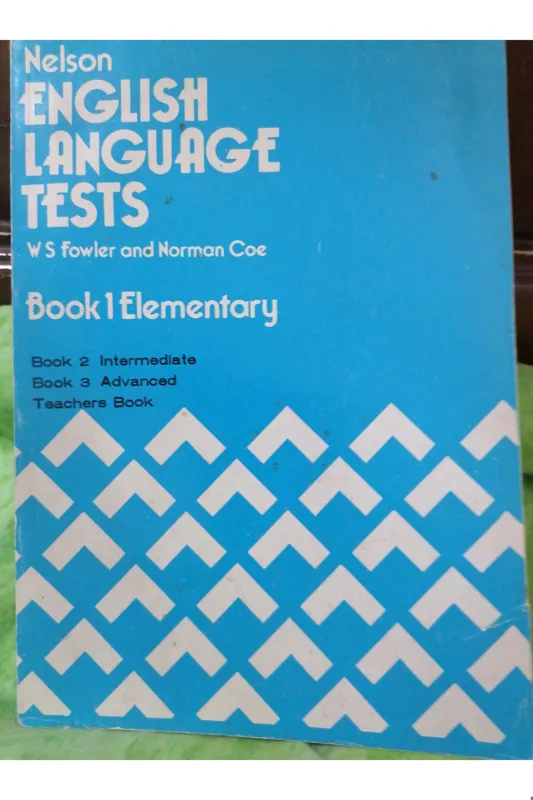 Nelson
ENGLISH
LANGUAGE
TESTS
W S Fowler and Norman Coe
Book 1 Elementary
Book 2 Intermediate
Book 3 Advanced
Teachers Book